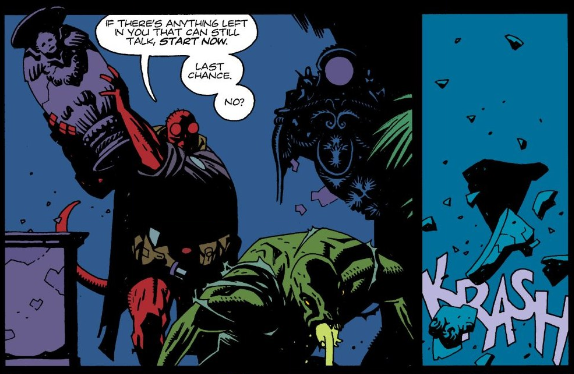 IF THERE'S ANYTHING LEFT
IN YOU THAT CAN STILL
TALK, START NOW.
LAST
CHANCE.
NO?
KRASH